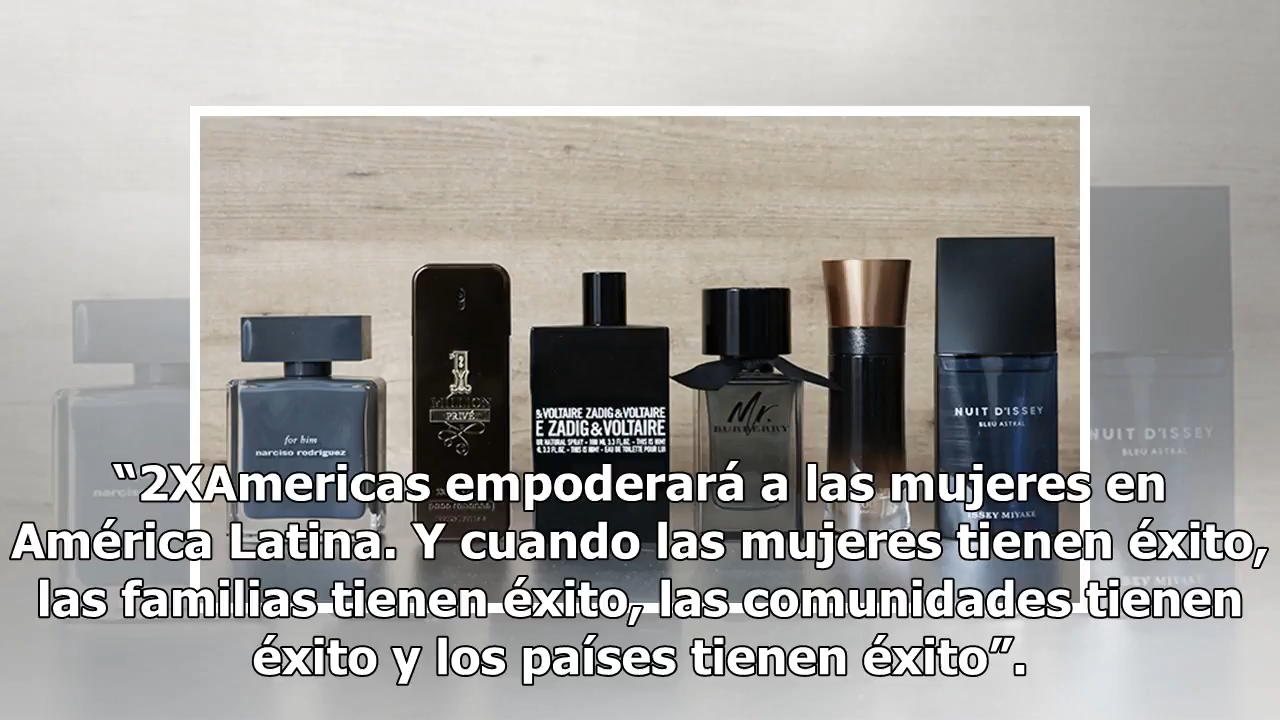 for him
narciso rodriguez
1
MILLION
PRIVÉ
& VOLTAIRE ZADIG & VOLTAIRE
E ZADIG & VOLTAIRE
Mr.
BURBERRY
NUIT D'ISSEY
BLEU ASTRAL
ISSEY MIYAKE
NUIT D'ISSEY
BLEU ASTRAL
“2XAmericas empoderará a las mujeres en
América Latina. Y cuando las mujeres tienen éxito,
las familias tienen éxito, las comunidades tienen
éxito y los países tienen éxito”.